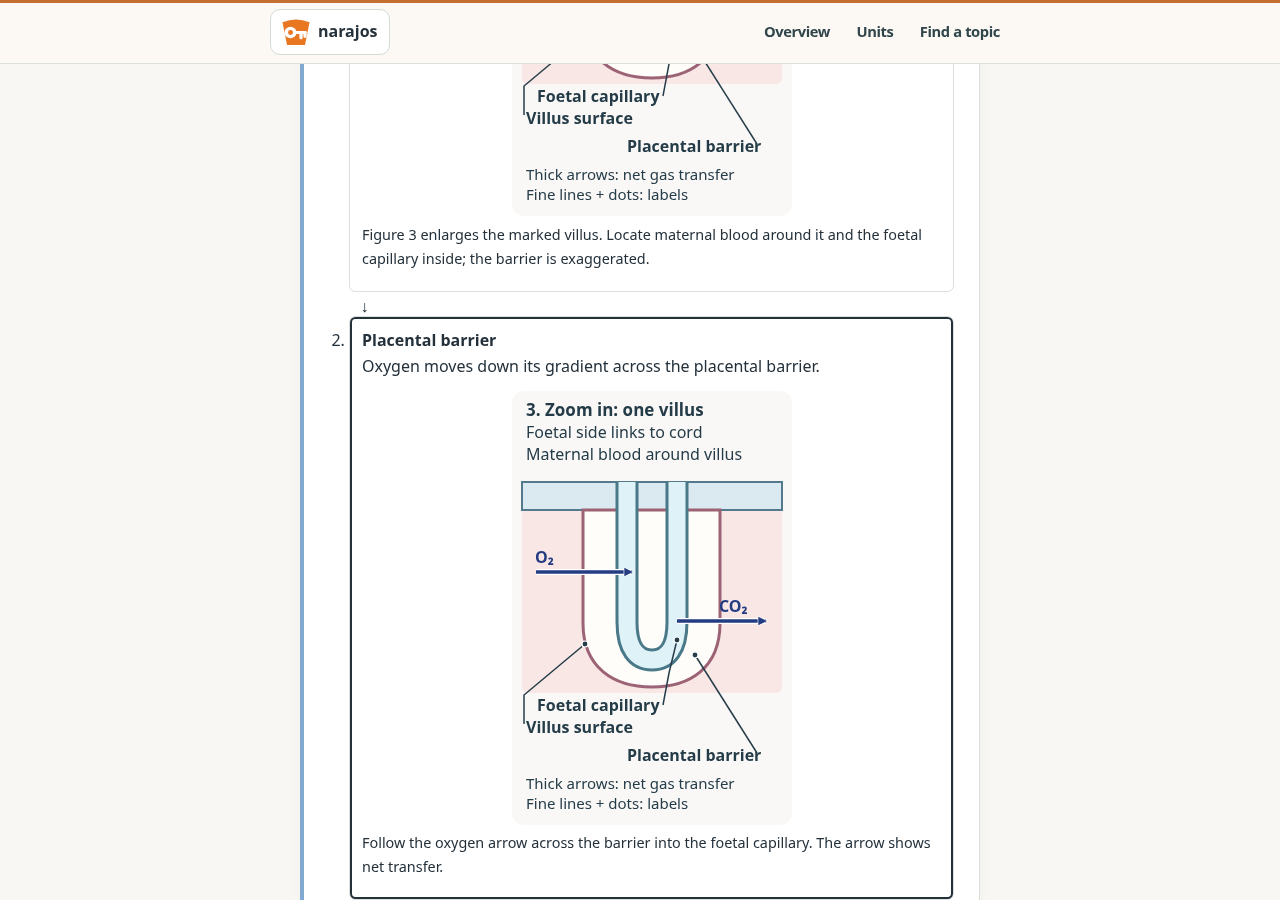 narajos
Overview Units Find a topic
Foetal capillary
Villus surface
Placental barrier
Thick arrows: net gas transfer
Fine lines + dots: labels
Figure 3 enlarges the marked villus. Locate maternal blood around it and the foetal
capillary inside; the barrier is exaggerated.
↓
2. Placental barrier
Oxygen moves down its gradient across the placental barrier.
3. Zoom in: one villus
Foetal side links to cord
Maternal blood around villus
O₂
CO₂
Foetal capillary
Villus surface
Placental barrier
Thick arrows: net gas transfer
Fine lines + dots: labels
Follow the oxygen arrow across the barrier into the foetal capillary. The arrow shows
net transfer.